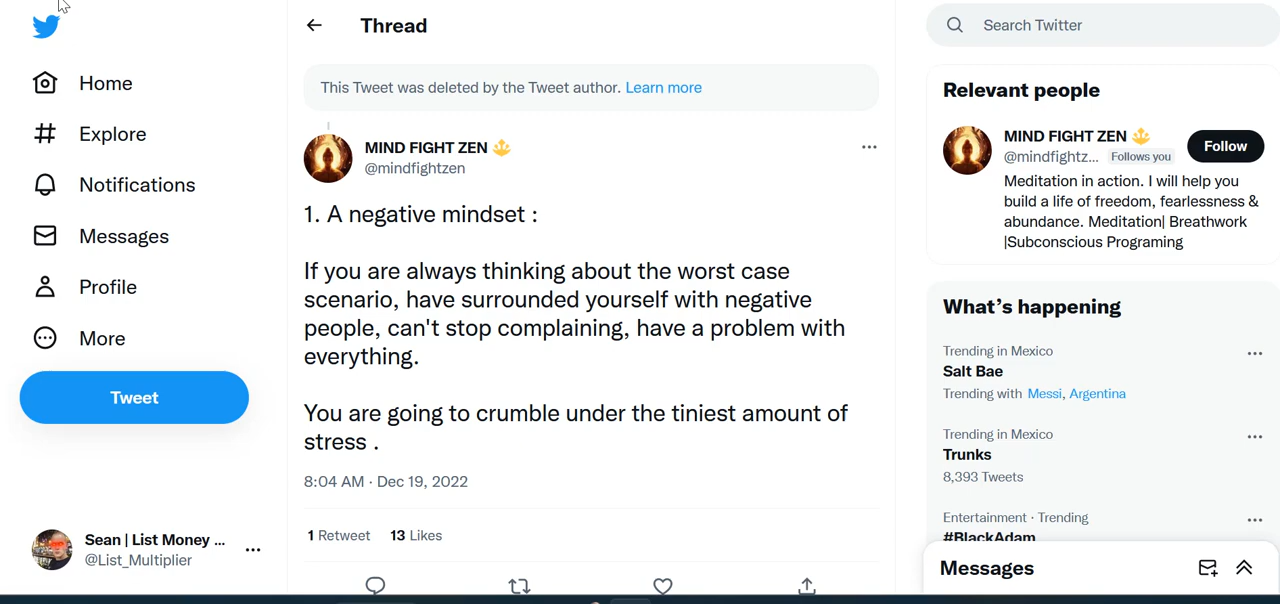 Home
Explore
Notifications
Messages
Profile
More
Tweet
Sean | List Money ...
@List_Multiplier
Thread
This Tweet was deleted by the Tweet author. Learn more
MIND FIGHT ZEN
@mindfightzen
1. A negative mindset :
If you are always thinking about the worst case
scenario, have surrounded yourself with negative
people, can't stop complaining, have a problem with
everything.
You are going to crumble under the tiniest amount of
stress .
8:04 AM · Dec 19, 2022
1 Retweet 13 Likes
Search Twitter
Relevant people
MIND FIGHT ZEN
@mindfightz... Follows you
Follow
Meditation in action. I will help you
build a life of freedom, fearlessness &
abundance. Meditation| Breathwork
|Subconscious Programing
What's happening
Trending in Mexico
Salt Bae
Trending with Messi, Argentina
Trending in Mexico
Trunks
8,393 Tweets
Entertainment · Trending
#BlackAdam
Messages